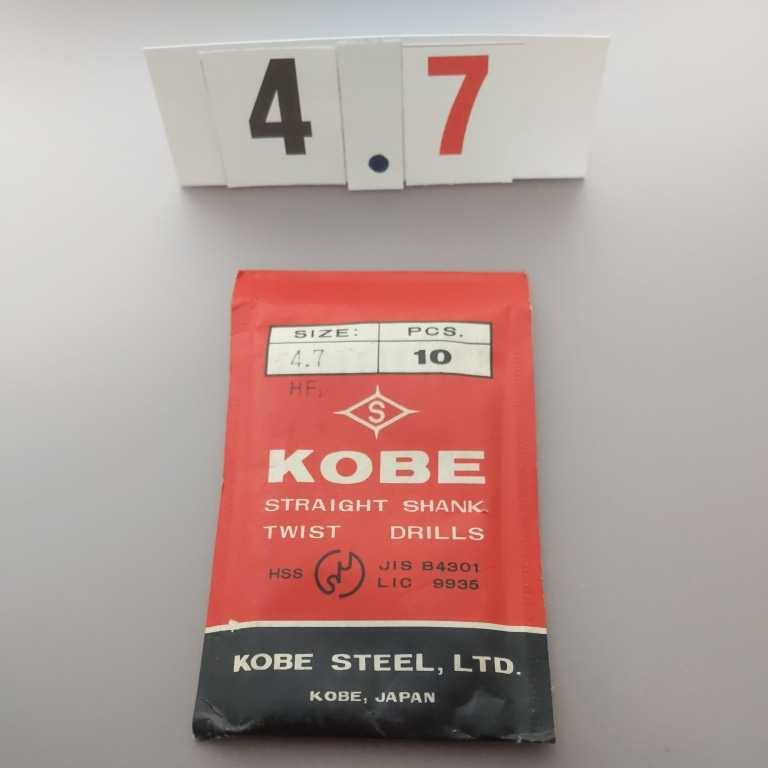 4.7
SIZE: PCS.
4.7 10
HF
S
KOBE
STRAIGHT SHANK
TWIST DRILLS
HSS JIS B4301
LIC 9935
KOBE STEEL, LTD.
KOBE, JAPAN